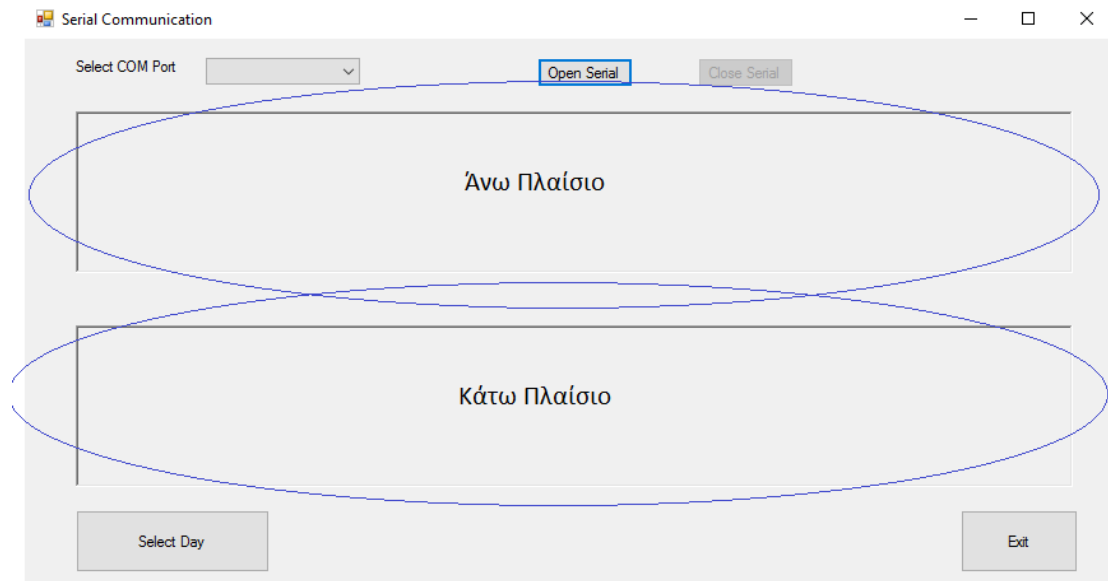 Serial Communication
Select COM Port
Open Serial
Close Serial
Άνω Πλαίσιο
Κάτω Πλαίσιο
Select Day
Exit